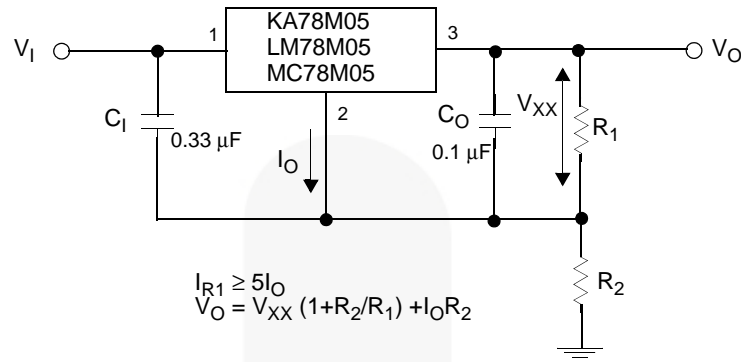 KA78M05
LM78M05
MC78M05
V_I
1
3
V_O
2
C_I
0.33 μF
I_O
C_O
0.1 μF
V_XX
R_1
R_2
I_R1 ≥ 5I_O
V_O = V_XX (1+R_2/R_1) +I_OR_2